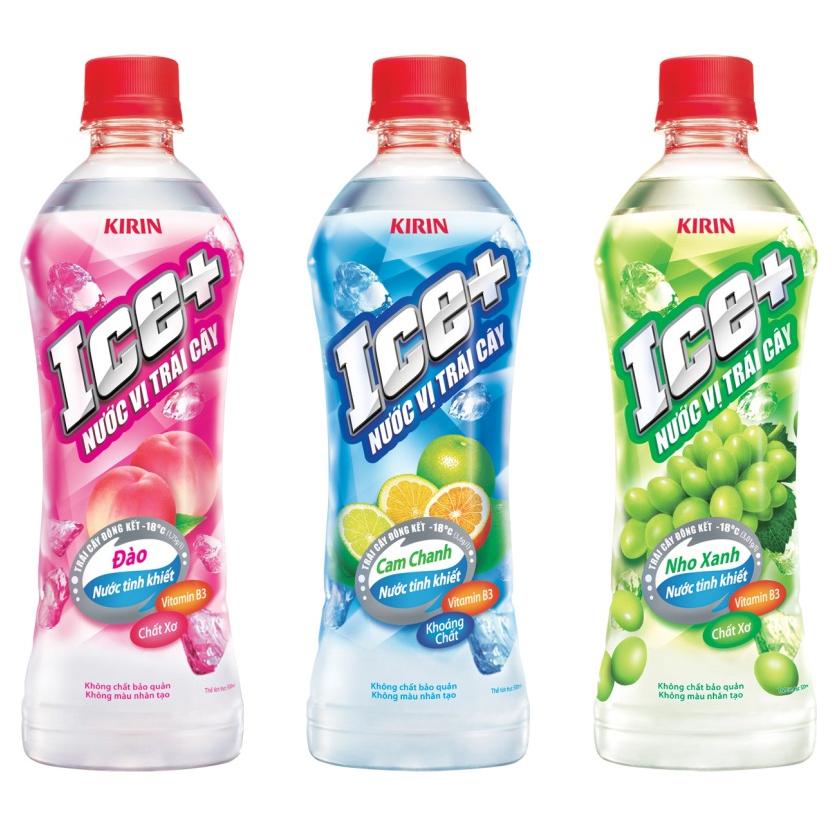 KIRIN
Ice+
NƯỚC VỊ TRÁI CÂY
TRÁI CÂY ĐÔNG KẾT -18°C
Đào
Nước tinh khiết
Vitamin B3
Chất Xơ
Không chất bảo quản
Không màu nhân tạo
KIRIN
Ice+
NƯỚC VỊ TRÁI CÂY
TRÁI CÂY ĐÔNG KẾT -18°C
Cam Chanh
Nước tinh khiết
Vitamin B3
Khoáng
Chất
Không chất bảo quản
Không màu nhân tạo
KIRIN
Ice+
NƯỚC VỊ TRÁI CÂY
TRÁI CÂY ĐÔNG KẾT -18°C
Nho Xanh
Nước tinh khiết
Vitamin B3
Chất Xơ
Không chất bảo quản
Không màu nhân tạo